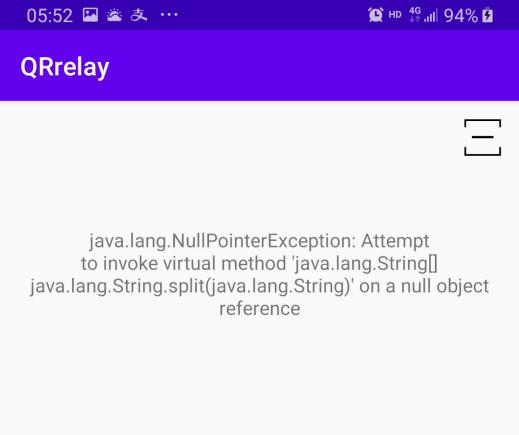 05:52 支 HD 4G 94%
QRrelay
java.lang.NullPointerException: Attempt
to invoke virtual method 'java.lang.String[]
java.lang.String.split(java.lang.String)' on a null object
reference